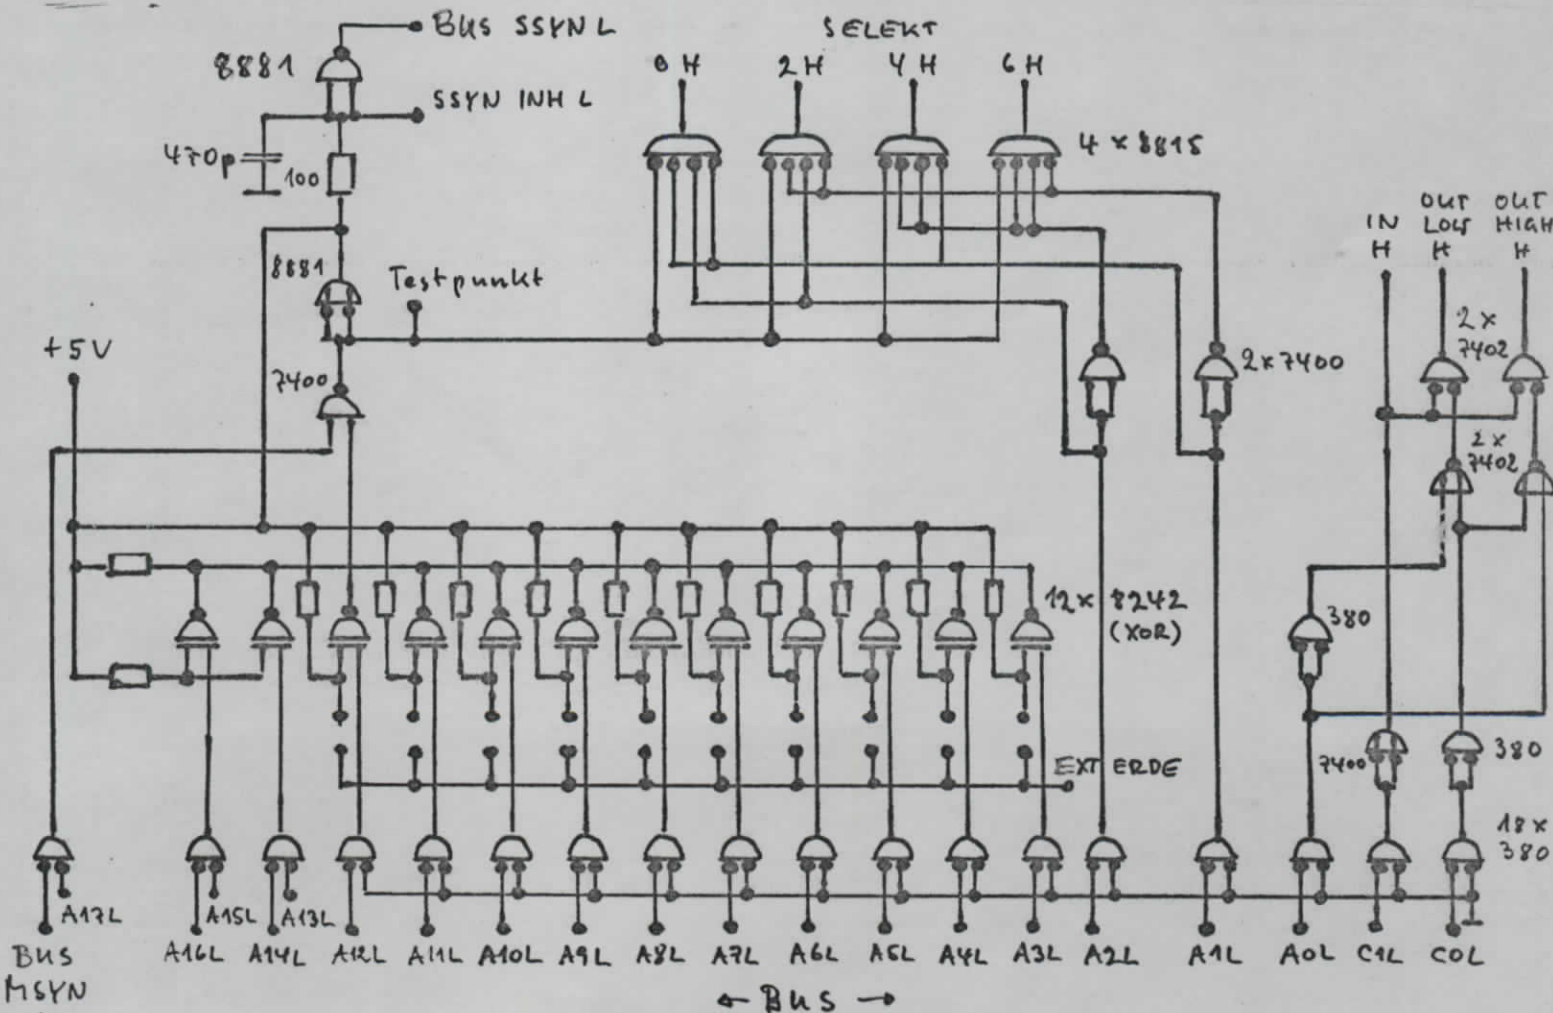 BUS SSYN L
SELEKT
0 H 2 H 4 H 6 H
8881
SSYN INH L
4 x 8815
470p
100
IN H
OUT LOW H
OUT HIGH H
8881
Testpunkt
+5V
7400
2x7400
2 x 7402
2 x 7402
12x 8242
(XOR)
380
EXT ERDE
7400
380
18 x 380
A17L A15L A13L
BUS MSYN
A16L A14L A12L A11L A10L A9L A8L A7L A6L A5L A4L A3L A2L A1L A0L C1L C0L
← BUS →